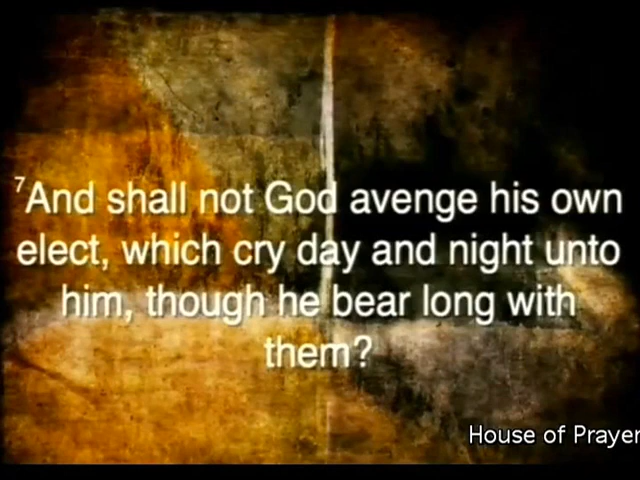 7And shall not God avenge his own
elect, which cry day and night unto
him, though he bear long with
them?
House of Prayer